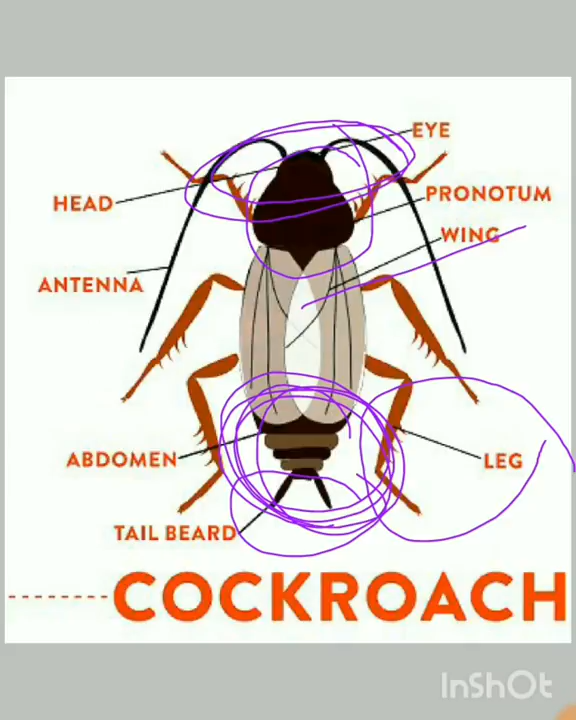 EYE
HEAD
PRONOTUM
WING
ANTENNA
ABDOMEN
LEG
TAIL BEARD
COCKROACH
InShOt